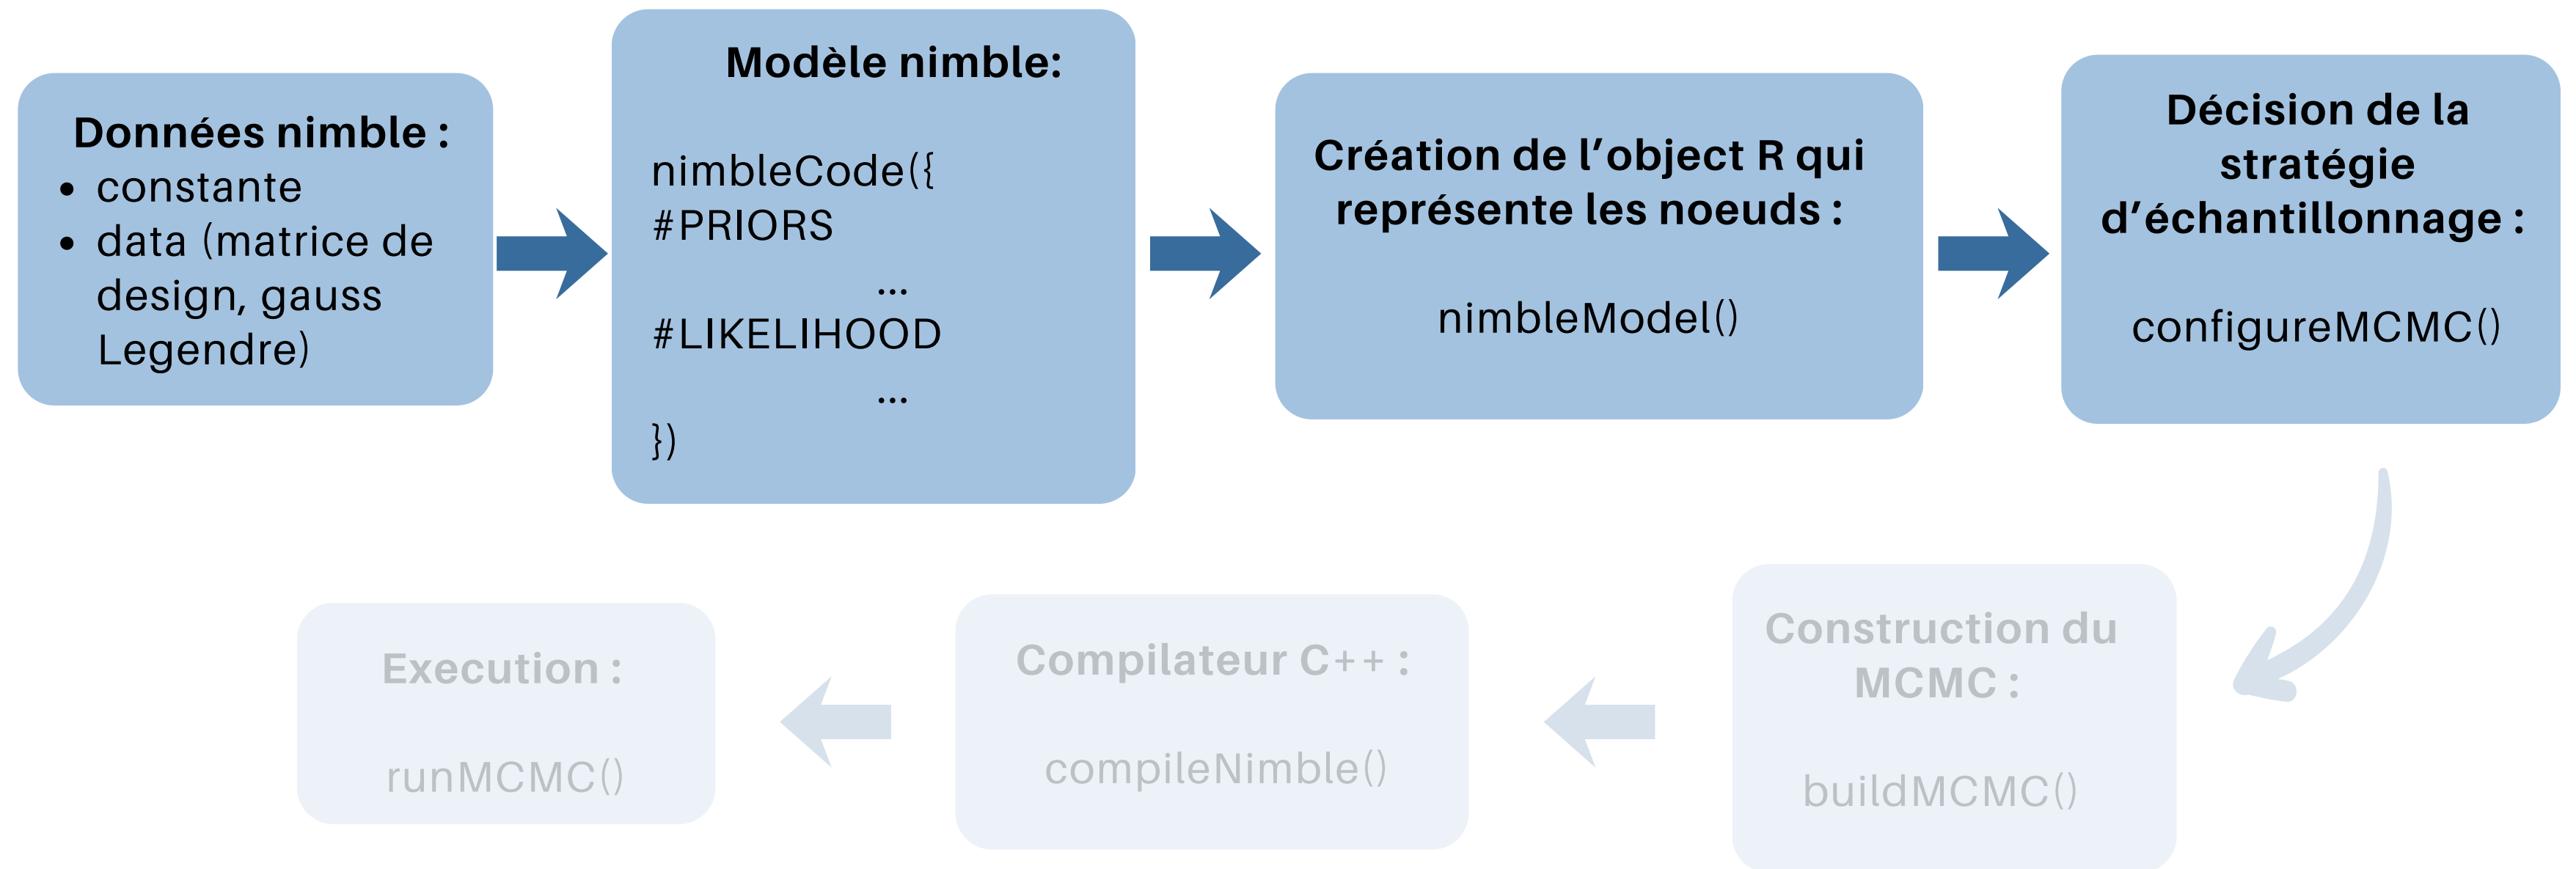 Données nimble :
• constante
• data (matrice de
design, gauss
Legendre)
Modèle nimble:
nimbleCode({
#PRIORS
...
#LIKELIHOOD
...
})
Création de l’object R qui
représente les noeuds :
nimbleModel()
Décision de la
stratégie
d’échantillonnage :
configureMCMC()
Construction du
MCMC :
buildMCMC()
Compilateur C++ :
compileNimble()
Execution :
runMCMC()